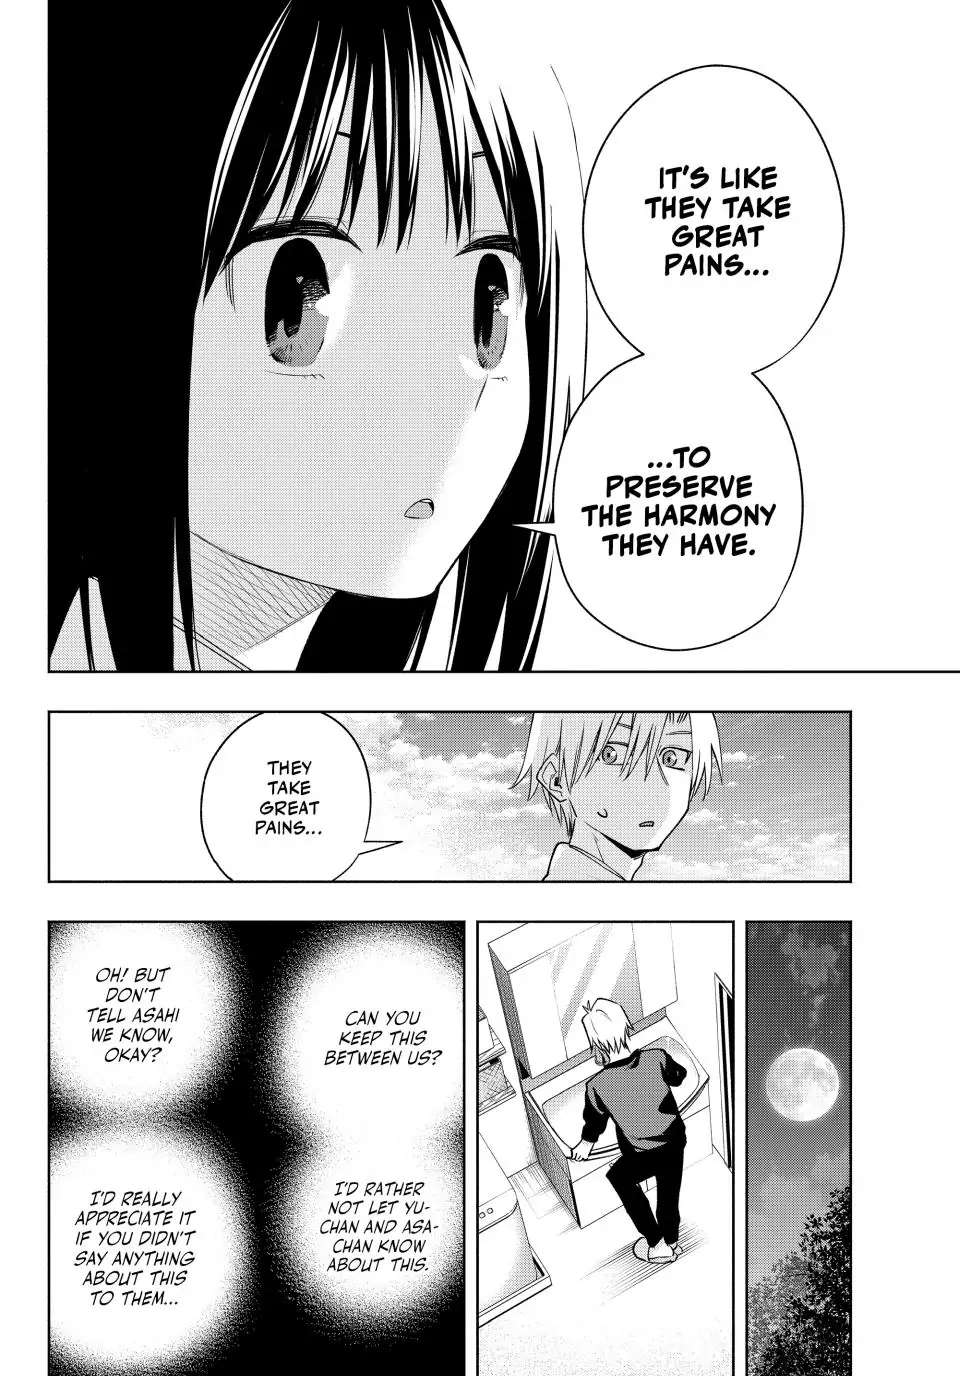 IT'S LIKE
THEY TAKE
GREAT
PAINS...
...TO
PRESERVE
THE HARMONY
THEY HAVE.
THEY
TAKE
GREAT
PAINS...
CAN YOU
KEEP THIS
BETWEEN US?
I'D RATHER
NOT LET YU-
CHAN AND ASA-
CHAN KNOW
ABOUT THIS.
OH! BUT
DON'T
TELL ASAHI
WE KNOW,
OKAY?
I'D REALLY
APPRECIATE IT
IF YOU DIDN'T
SAY ANYTHING
ABOUT THIS
TO THEM...